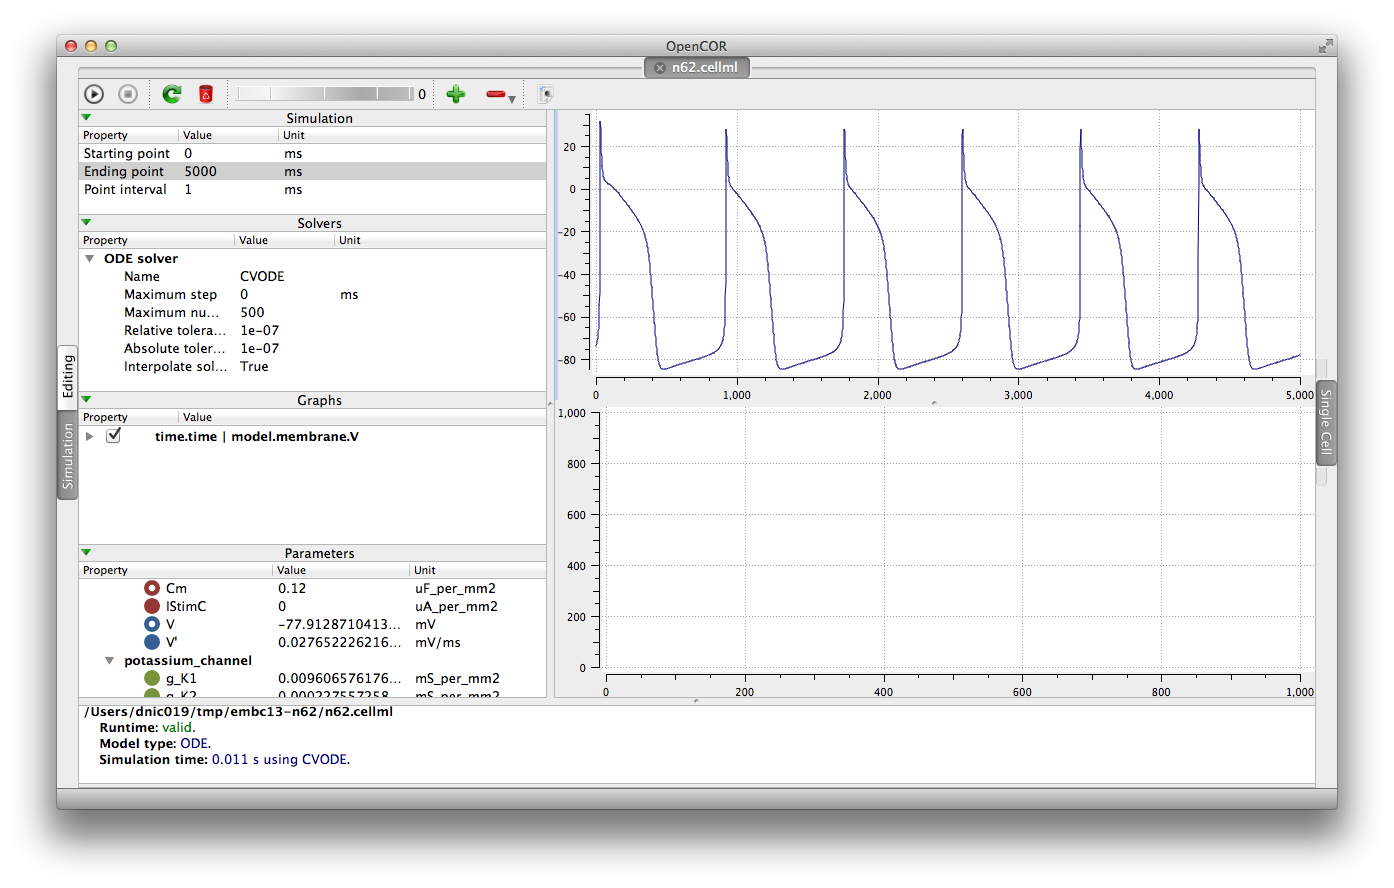 OpenCOR
n62.cellml
0
Simulation
Property Value Unit
Starting point 0 ms
Ending point 5000 ms
Point interval 1 ms
Solvers
Property Value Unit
ODE solver
Name CVODE
Maximum step 0 ms
Maximum nu... 500
Relative tolera... 1e-07
Absolute toler... 1e-07
Interpolate sol... True
Graphs
Property Value
time.time | model.membrane.V
Parameters
Property Value Unit
Cm 0.12 uF_per_mm2
IStimC 0 uA_per_mm2
V -77.9128710413... mV
V' 0.027652226216... mV/ms
potassium_channel
g_K1 0.009606576176... mS_per_mm2
g_K2 0.000227557258... mS_per_mm2
20
0
-20
-40
-60
-80
0 1,000 2,000 3,000 4,000 5,000
1,000
800
600
400
200
0
0 200 400 600 800 1,000
Editing
Simulation
Single Cell
/Users/dnic019/tmp/embc13-n62/n62.cellml
Runtime: valid.
Model type: ODE.
Simulation time: 0.011 s using CVODE.